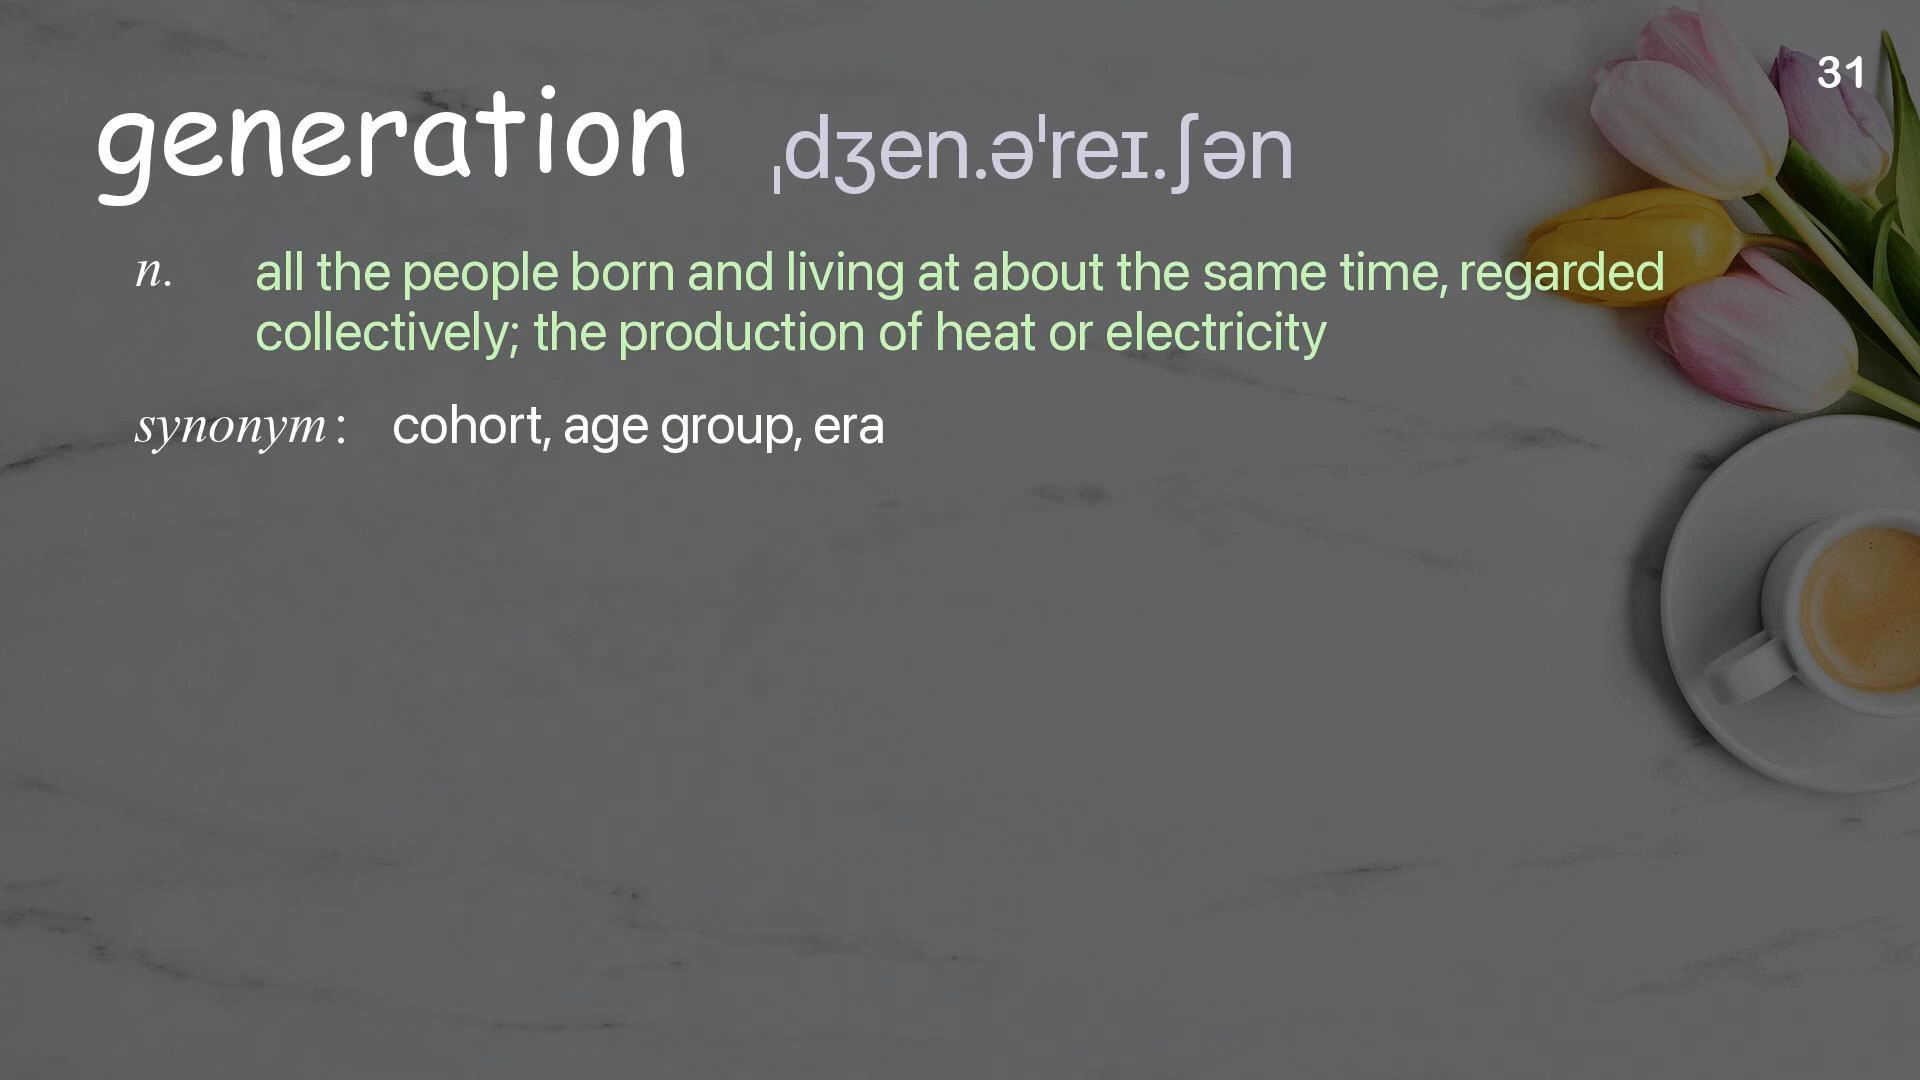 31
generation ˌdʒen.əˈreɪ.ʃən
n. all the people born and living at about the same time, regarded
collectively; the production of heat or electricity
synonym : cohort, age group, era